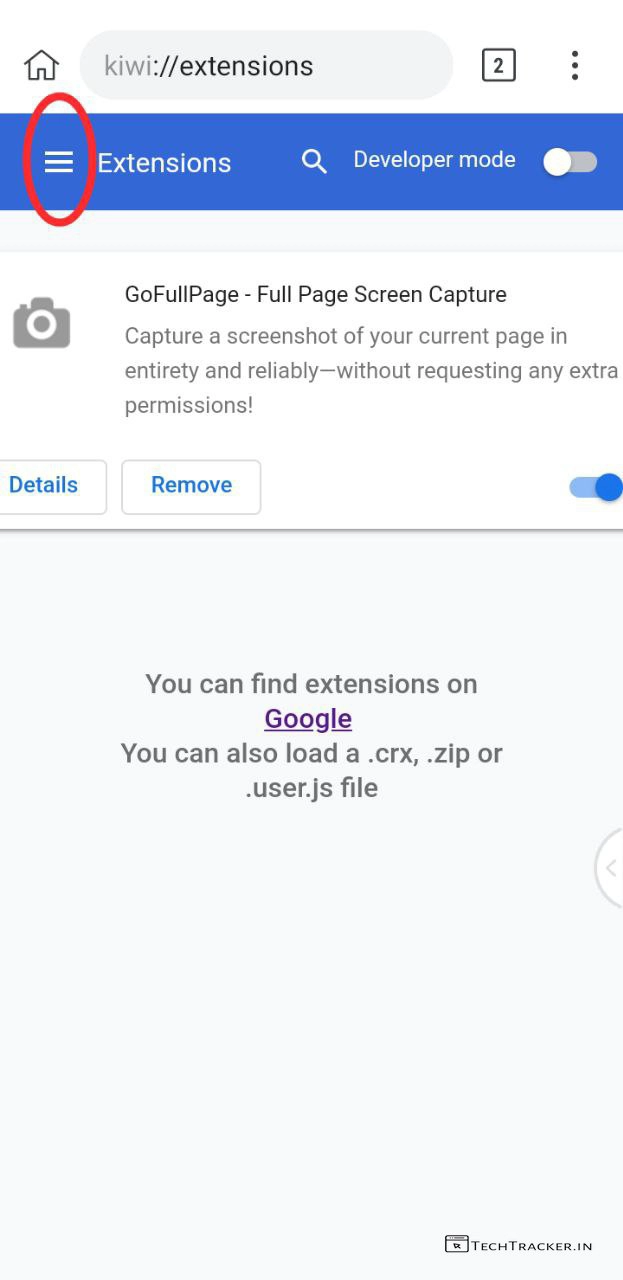 kiwi://extensions
2
Extensions
Developer mode
GoFullPage - Full Page Screen Capture
Capture a screenshot of your current page in
entirety and reliably—without requesting any extra
permissions!
Details
Remove
You can find extensions on
Google
You can also load a .crx, .zip or
.user.js file
TechTracker.in